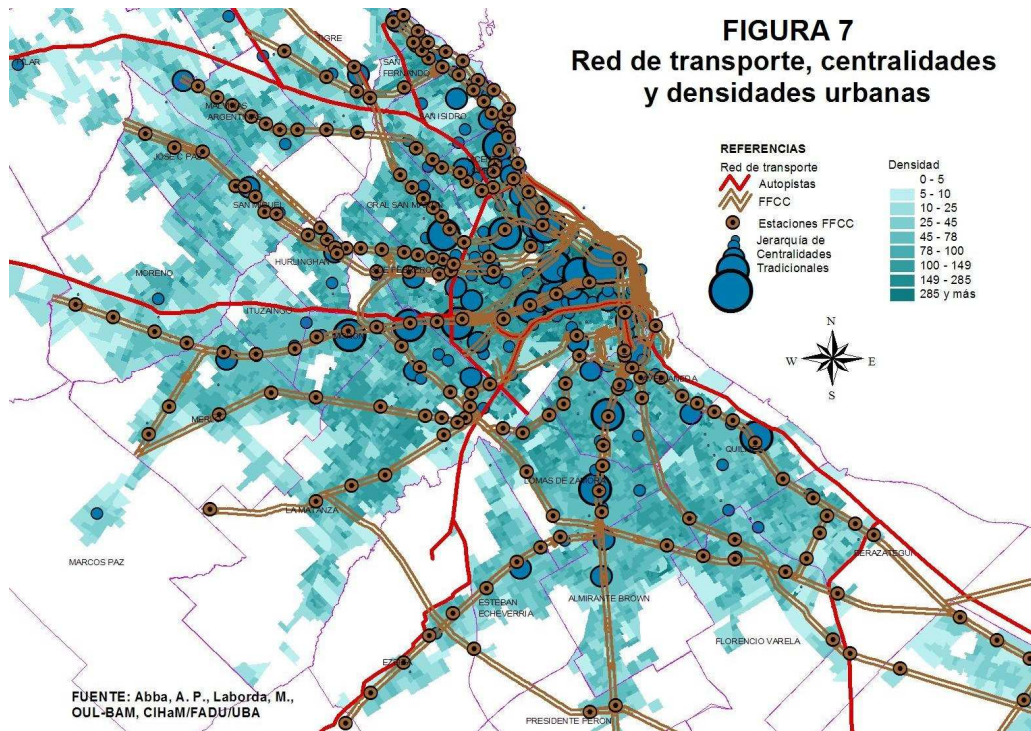 FIGURA 7
Red de transporte, centralidades
y densidades urbanas
REFERENCIAS
Red de transporte
Autopistas
FFCC
Estaciones FFCC
Jerarquía de
Centralidades
Tradicionales
Densidad
0 - 5
5 - 10
10 - 25
25 - 45
45 - 78
78 - 100
100 - 149
149 - 285
285 y más
N
W
E
S
TIGRE
PILAR
SAN
FERNANDO
ARGENTINAS
SAN ISIDRO
JOSE C PAZ
SAN MIGUEL
GRAL SAN MARTIN
HURLINGHAN
MORENO
ITUZAINGO
MERLO
LOMAS DE ZAMORA
LA MATANZA
MARCOS PAZ
BERAZATEGUI
ESTEBAN
ECHEVERRIA
ALMIRANTE BROWN
FLORENCIO VARELA
EZEIZA
PRESIDENTE PERON
FUENTE: Abba, A. P., Laborda, M.,
OUL-BAM, CIHaM/FADU/UBA